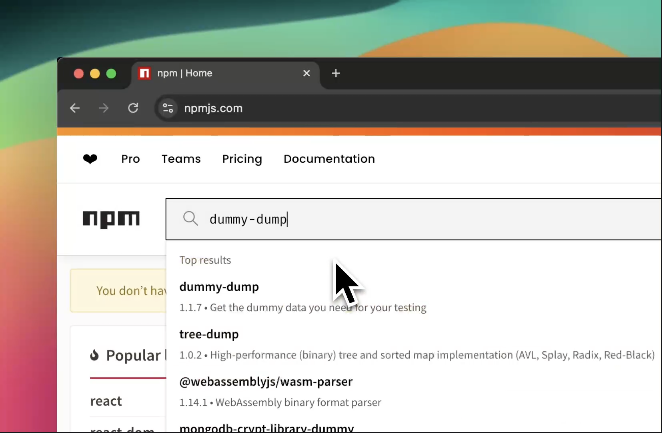 npm | Home
npmjs.com
Pro Teams Pricing Documentation
npm
dummy-dump
Top results
dummy-dump
1.1.7 • Get the dummy data you need for your testing
tree-dump
1.0.2 • High-performance (binary) tree and sorted map implementation (AVL, Splay, Radix, Red-Black)
@webassemblyjs/wasm-parser
1.14.1 • WebAssembly binary format parser
mongodb-crypt-library-dummy
You don't hav
Popular
react
react-dom